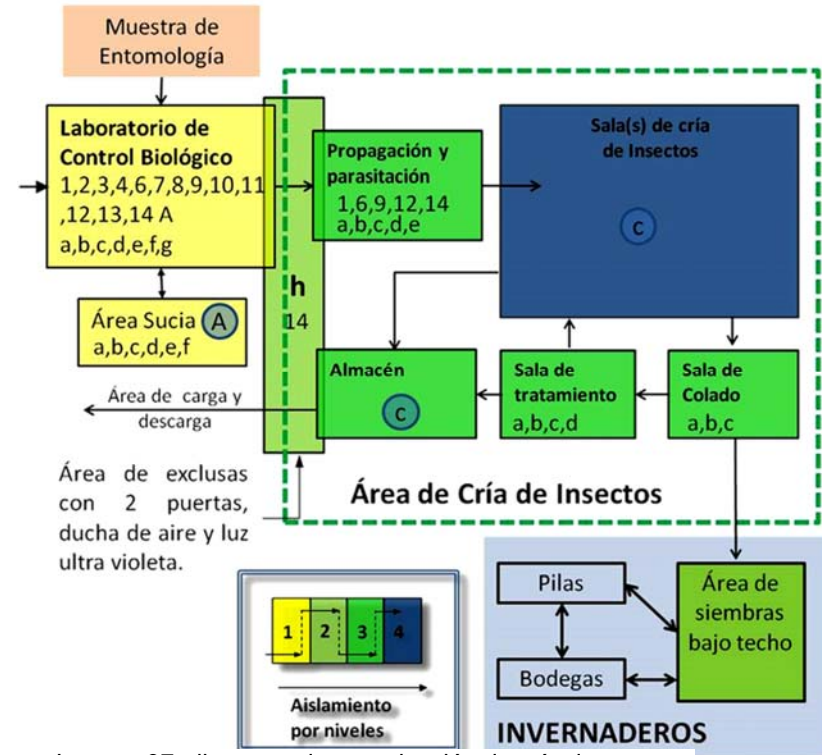 Muestra de
Entomología
Laboratorio de
Control Biológico
1,2,3,4,6,7,8,9,10,11
,12,13,14 A
a,b,c,d,e,f,g
Propagación y
parasitación
1,6,9,12,14
a,b,c,d,e
Sala(s) de cría
de Insectos
c
h
14
Área Sucia A
a,b,c,d,e,f
Almacén
c
Sala de
tratamiento
a,b,c,d
Sala de
Colado
a,b,c
Área de carga y
descarga
Área de exclusas
con 2 puertas,
ducha de aire y luz
ultra violeta.
Área de Cría de Insectos
1 2 3 4
Aislamiento
por niveles
Pilas
Bodegas
Área de
siembras
bajo techo
INVERNADEROS